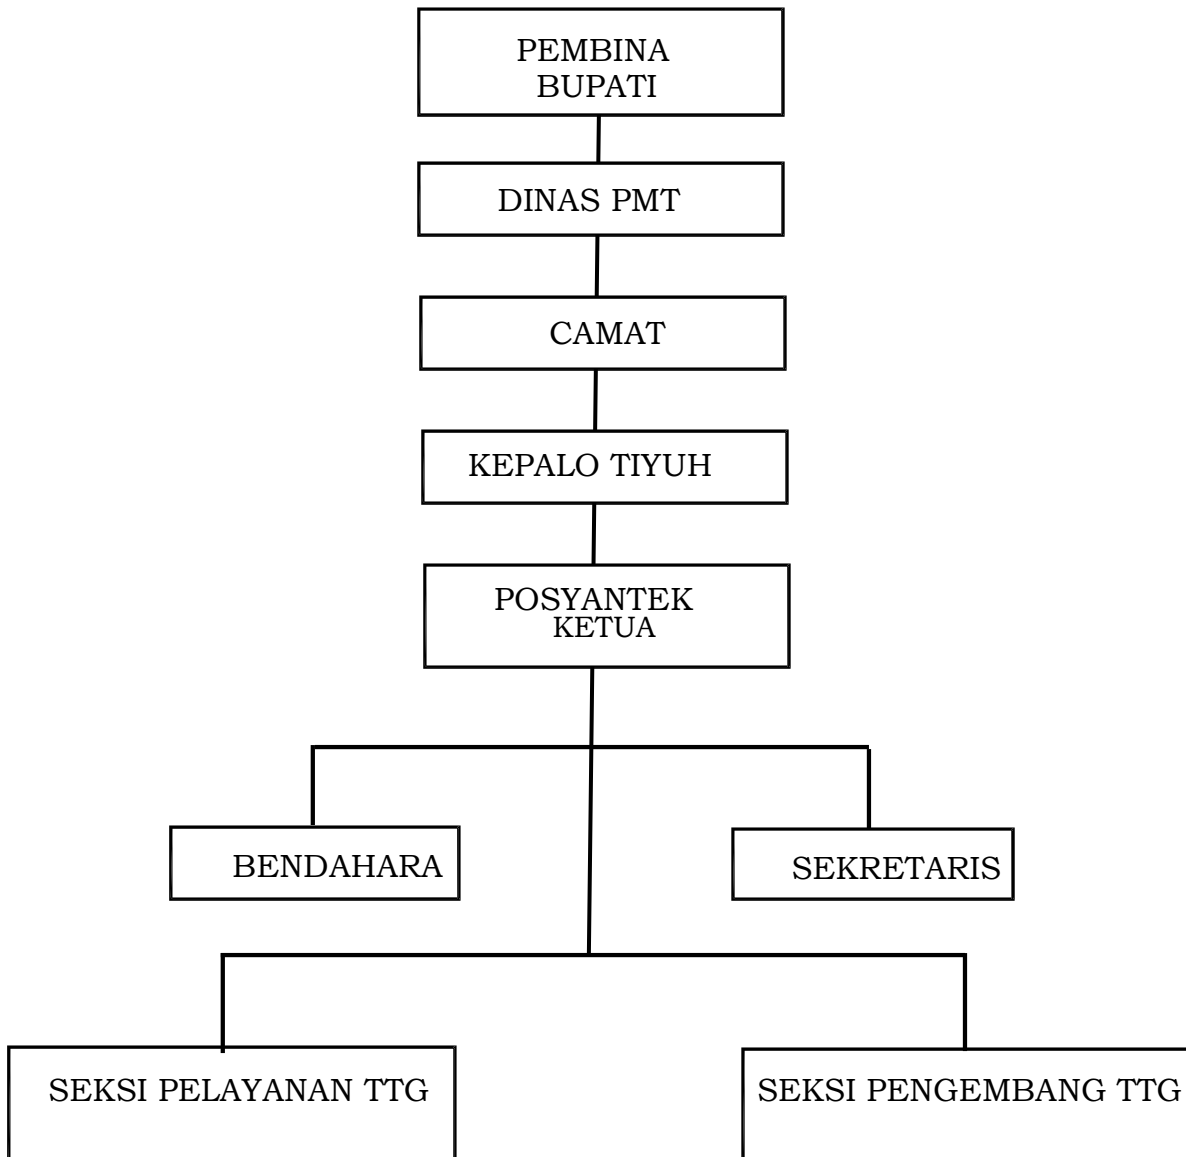 PEMBINA
BUPATI
DINAS PMT
CAMAT
KEPALO TIYUH
POSYANTEK
KETUA
BENDAHARA
SEKRETARIS
SEKSI PELAYANAN TTG
SEKSI PENGEMBANG TTG